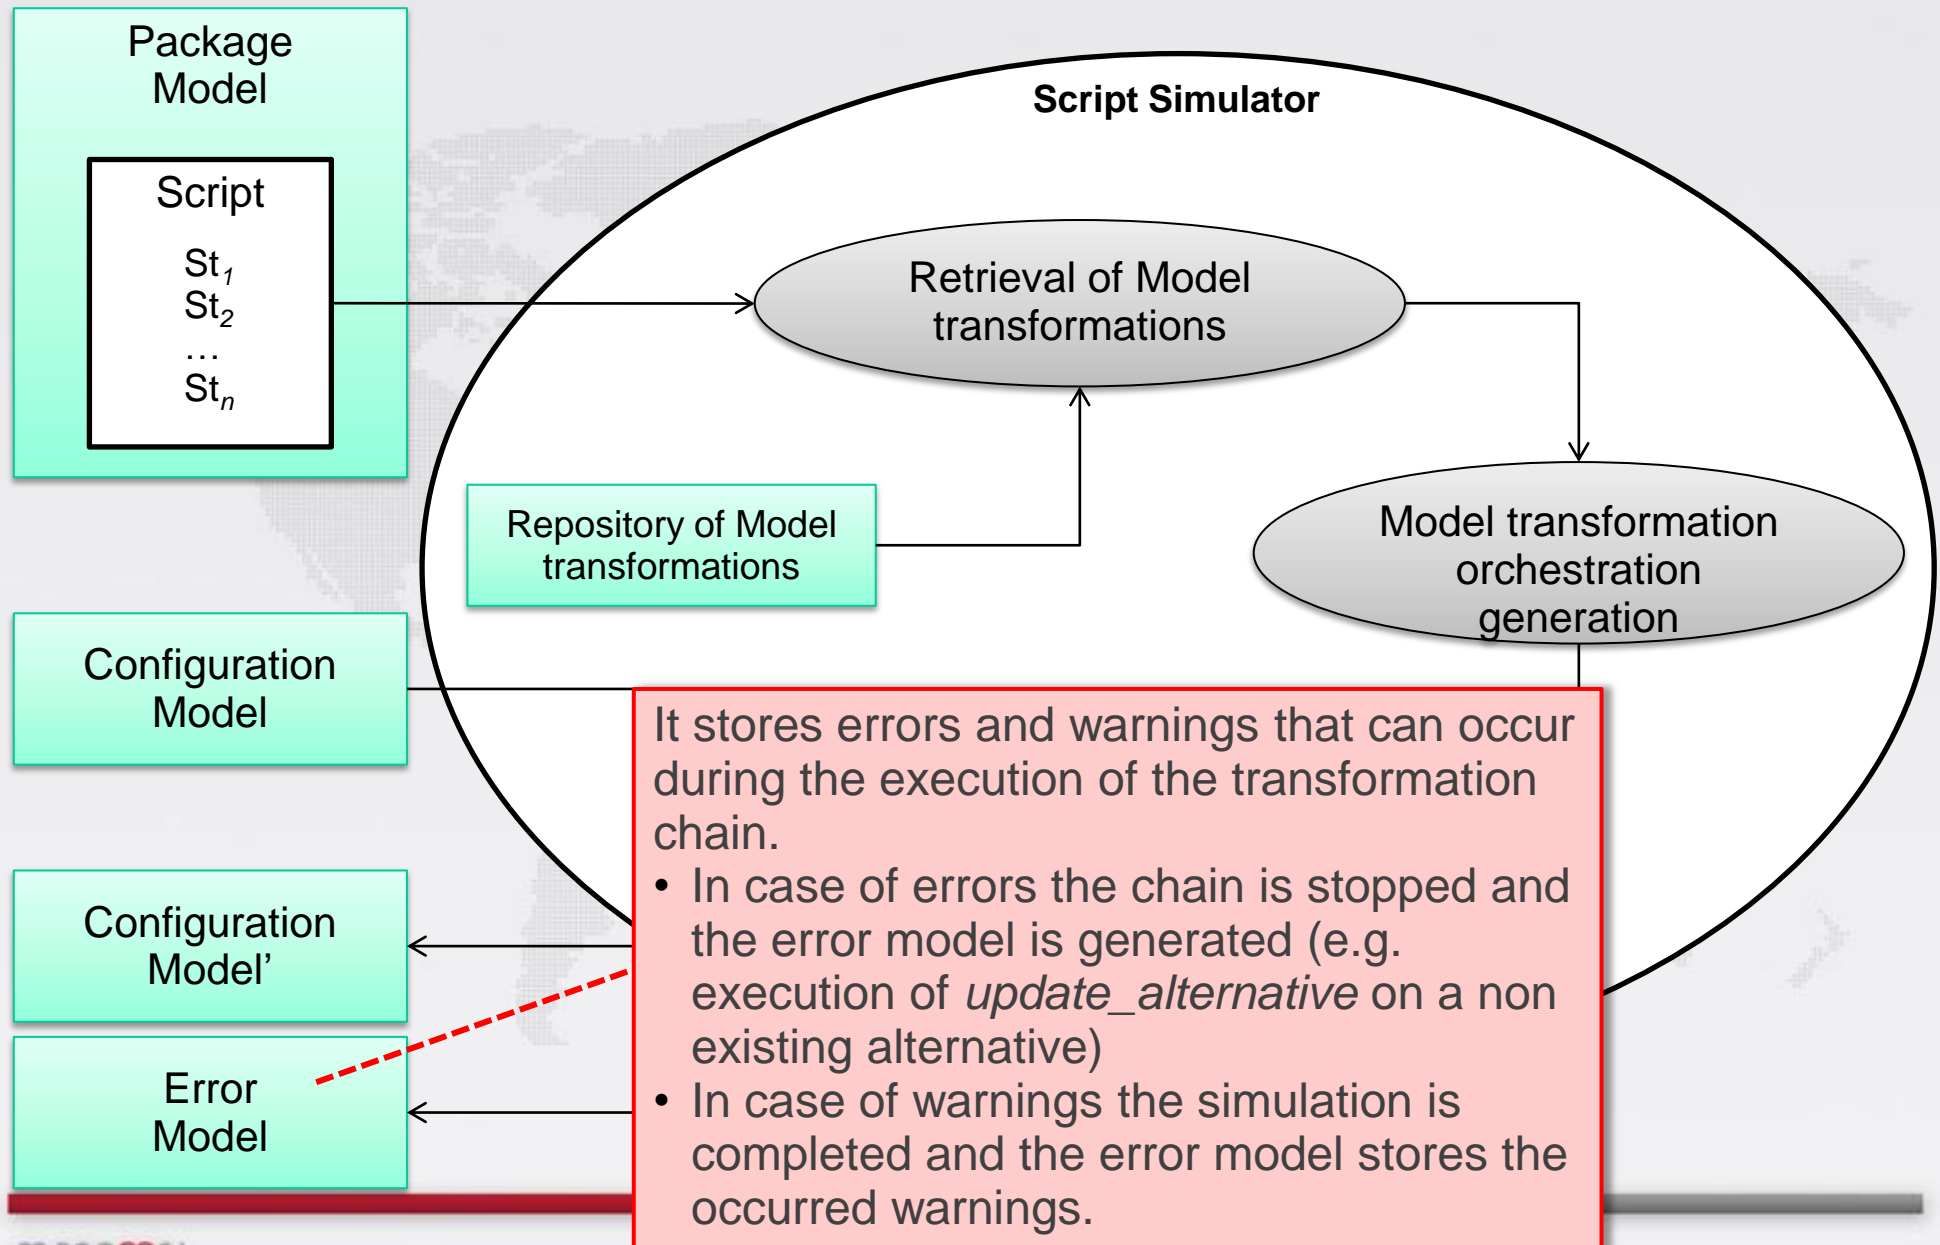 Package
Model
Script
St1
St2
…
Stn
Script Simulator
Retrieval of Model
transformations
Repository of Model
transformations
Model transformation
orchestration
generation
Configuration
Model
It stores errors and warnings that can occur
during the execution of the transformation
chain.
• In case of errors the chain is stopped and
the error model is generated (e.g.
execution of update_alternative on a non
existing alternative)
• In case of warnings the simulation is
completed and the error model stores the
occurred warnings.
Configuration
Model’
Error
Model